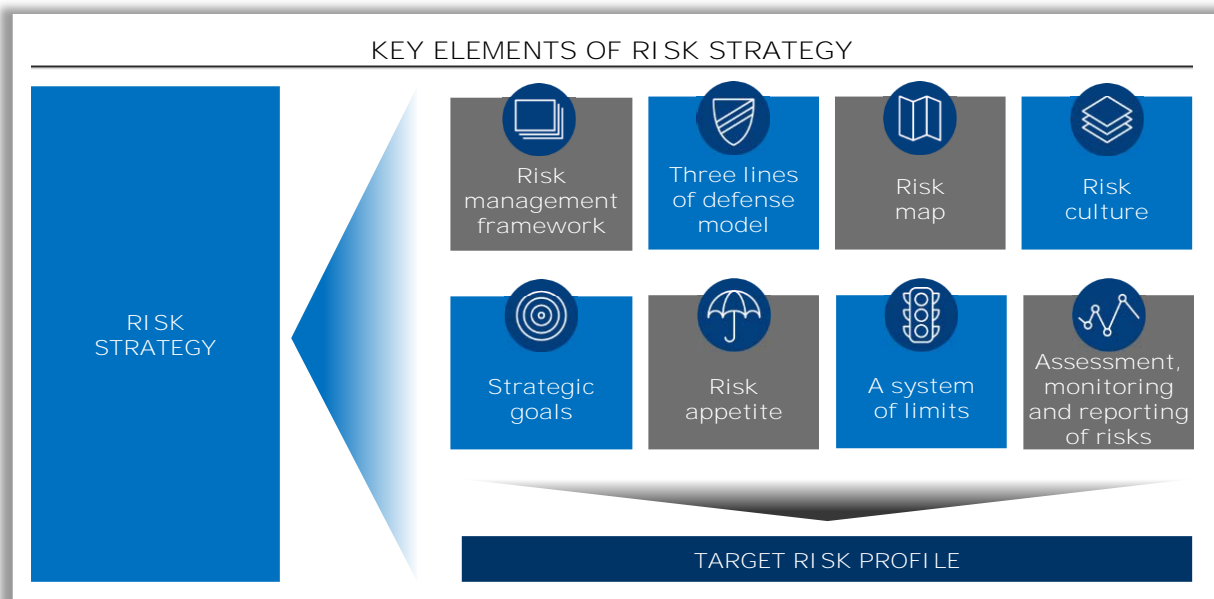 KEY ELEMENTS OF RISK STRATEGY
RISK
STRATEGY
Risk
management
framework
Three lines
of defense
model
Risk
map
Risk
culture
Strategic
goals
Risk
appetite
A system
of limits
Assessment,
monitoring
and reporting
of risks
TARGET RISK PROFILE